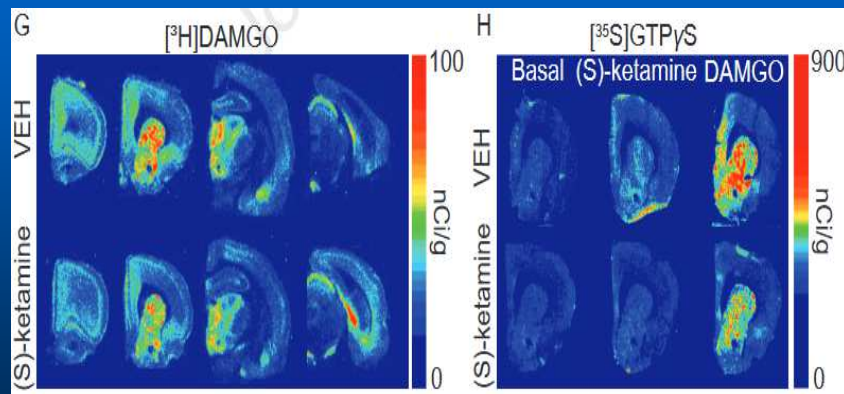 G
[³H]DAMGO
VEH
(S)-ketamine
100
nCi/g
0
H
[³⁵S]GTPγS
Basal (S)-ketamine DAMGO
VEH
(S)-ketamine
900
nCi/g
0